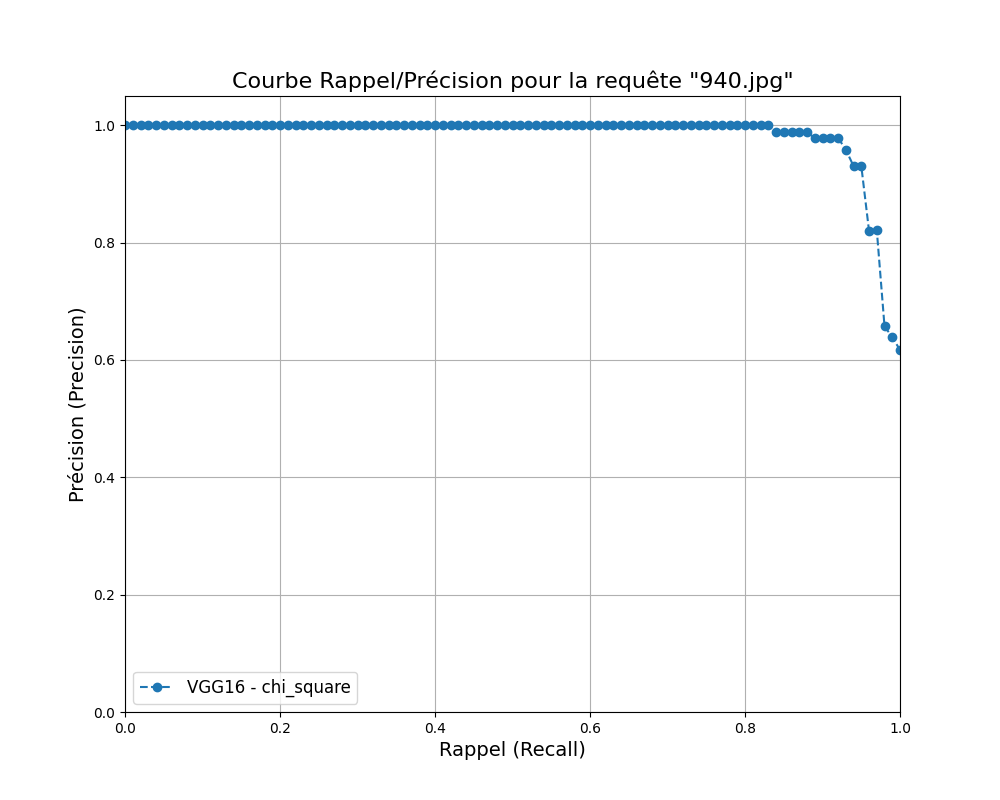 Courbe Rappel/Précision pour la requête "940.jpg"
1.0
0.8
0.6
0.4
0.2
0.0
Précision (Precision)
VGG16 - chi_square
0.0 0.2 0.4 0.6 0.8 1.0
Rappel (Recall)